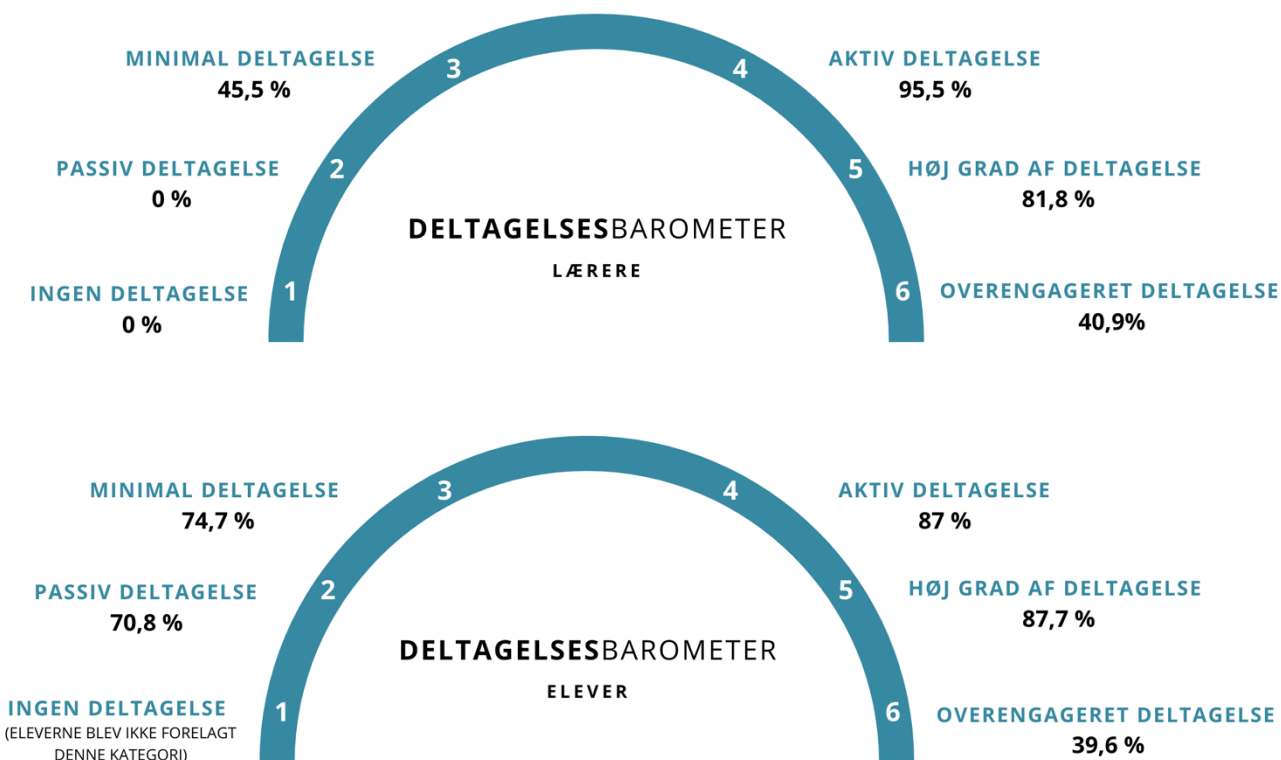 MINIMAL DELTAGELSE
45,5 %
PASSIV DELTAGELSE
0 %
INGEN DELTAGELSE
0 %
1
2
3
4
5
6
DELTAGELSESBAROMETER
LÆRERE
AKTIV DELTAGELSE
95,5 %
HØJ GRAD AF DELTAGELSE
81,8 %
OVERENGAGERET DELTAGELSE
40,9%
MINIMAL DELTAGELSE
74,7 %
PASSIV DELTAGELSE
70,8 %
INGEN DELTAGELSE
(ELEVERNE BLEV IKKE FORELAGT
DENNE KATEGORI)
1
2
3
4
5
6
DELTAGELSESBAROMETER
ELEVER
AKTIV DELTAGELSE
87 %
HØJ GRAD AF DELTAGELSE
87,7 %
OVERENGAGERET DELTAGELSE
39,6 %